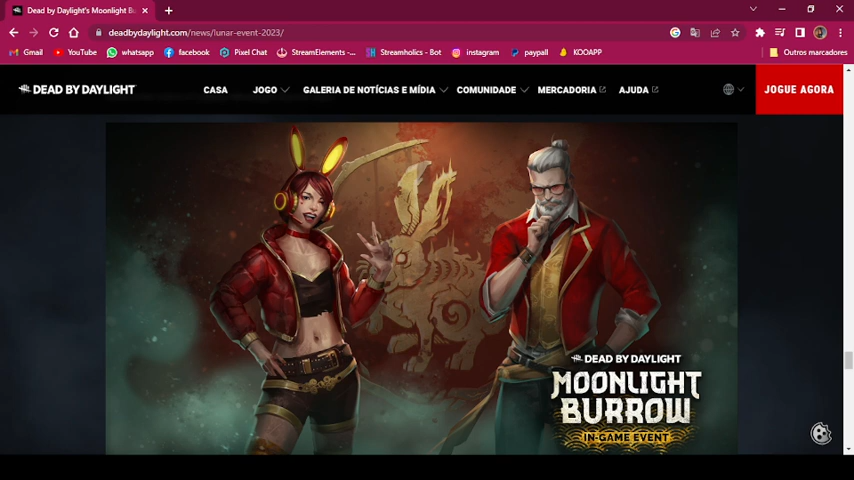 Dead by Daylight's Moonlight Bu
deadbydaylight.com/news/lunar-event-2023/
Gmail YouTube whatsapp facebook Pixel Chat StreamElements -... Streamholics - Bot instagram paypall KOOAPP Outros marcadores
DEAD BY DAYLIGHT CASA JOGO GALERIA DE NOTÍCIAS E MÍDIA COMUNIDADE MERCADORIA AJUDA JOGUE AGORA
DEAD BY DAYLIGHT
MOONLIGHT
BURROW
IN-GAME EVENT